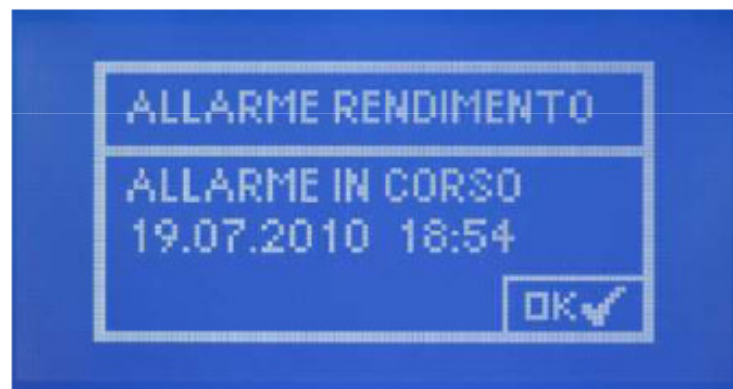 ALLARME RENDIMENTO
ALLARME IN CORSO
19.07.2010 18:54
OK✔